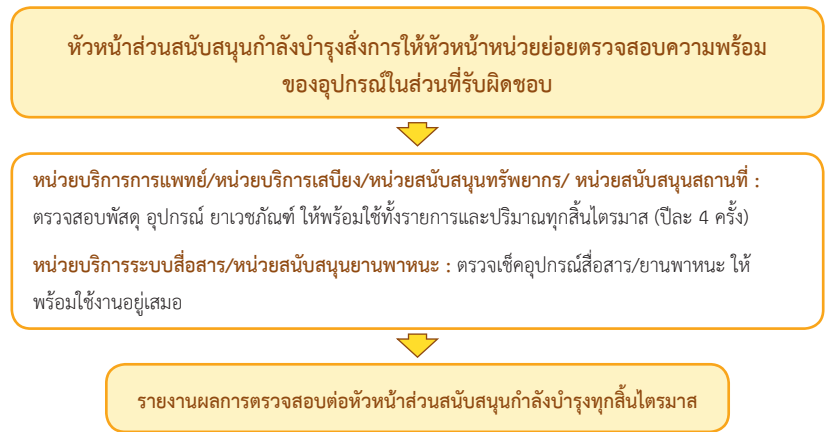 หัวหน้าส่วนสนับสนุนกำลังบำรุงสั่งการให้หัวหน้าหน่วยย่อยตรวจสอบความพร้อม
ของอุปกรณ์ในส่วนที่รับผิดชอบ
หน่วยบริการการแพทย์/หน่วยบริการเสบียง/หน่วยสนับสนุนทรัพยากร/ หน่วยสนับสนุนสถานที่ :
ตรวจสอบพัสดุ อุปกรณ์ ยาเวชภัณฑ์ ให้พร้อมใช้ทั้งรายการและปริมาณทุกสิ้นไตรมาส (ปีละ 4 ครั้ง)
หน่วยบริการระบบสื่อสาร/หน่วยสนับสนุนยานพาหนะ : ตรวจเช็คอุปกรณ์สื่อสาร/ยานพาหนะ ให้
พร้อมใช้งานอยู่เสมอ
รายงานผลการตรวจสอบต่อหัวหน้าส่วนสนับสนุนกำลังบำรุงทุกสิ้นไตรมาส